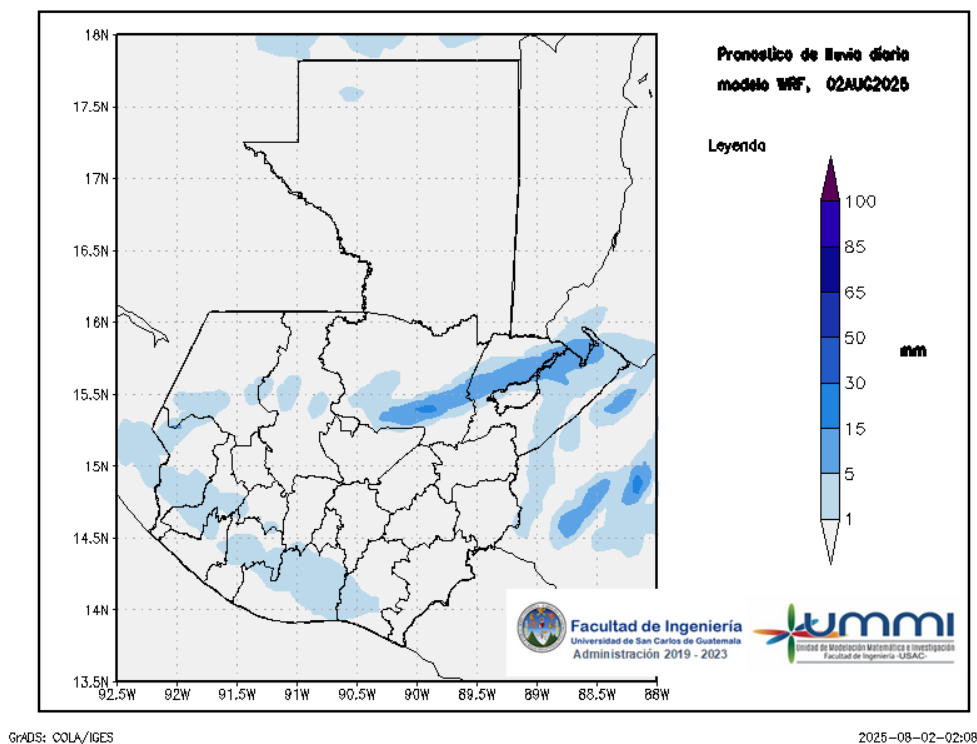 18N
17.5N
17N
16.5N
16N
15.5N
15N
14.5N
14N
13.5N
92.5W
92W
91.5W
91W
90.5W
90W
89.5W
89W
88.5W
88W
Pronostico de lluvia diaria
modelo WRF, 02AUG2025
Leyenda
100
85
65
50
30
15
5
1
mm
Facultad de Ingeniería
Universidad de San Carlos de Guatemala
Administración 2019 - 2023
UMMI
Unidad de Modelación Matemática e Investigación
Facultad de Ingeniería -USAC-
GrADS: COLA/IGES
2025-08-02-02:08